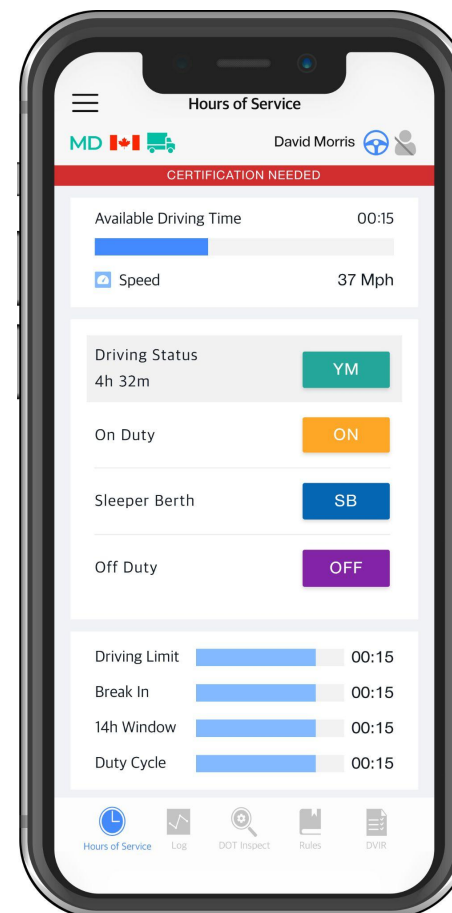 Hours of Service
MD David Morris
CERTIFICATION NEEDED
Available Driving Time 00:15
Speed 37 Mph
Driving Status YM
4h 32m
On Duty ON
Sleeper Berth SB
Off Duty OFF
Driving Limit 00:15
Break In 00:15
14h Window 00:15
Duty Cycle 00:15
Hours of Service Log DOT Inspect Rules DVIR